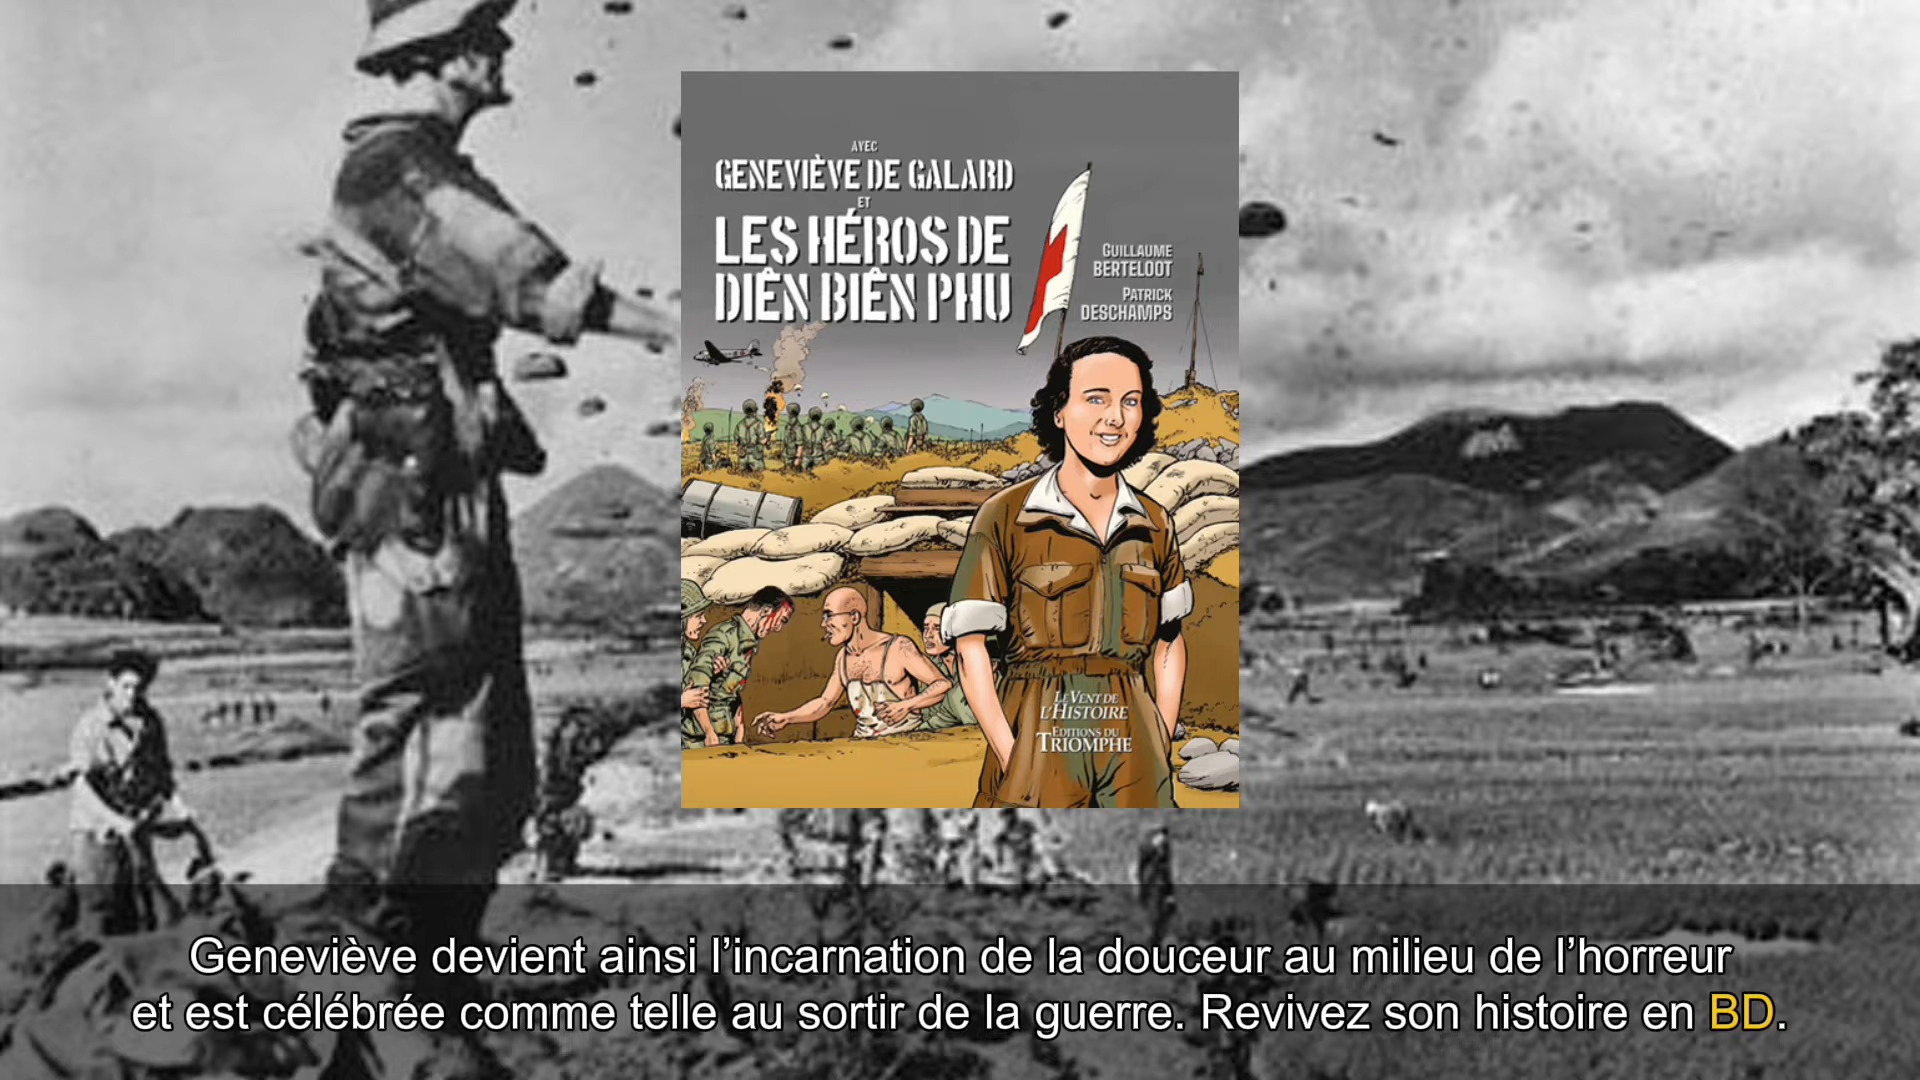 AVEC
GENEVIÈVE DE GALARD
ET
LES HÉROS DE
DIÊN BIÊN PHU
GUILLAUME
BERTELOOT
PATRICK
DESCHAMPS
LE VENT DE
L'HISTOIRE
EDITIONS DU
TRIOMPHE
Geneviève devient ainsi l’incarnation de la douceur au milieu de l’horreur
et est célébrée comme telle au sortir de la guerre. Revivez son histoire en BD.